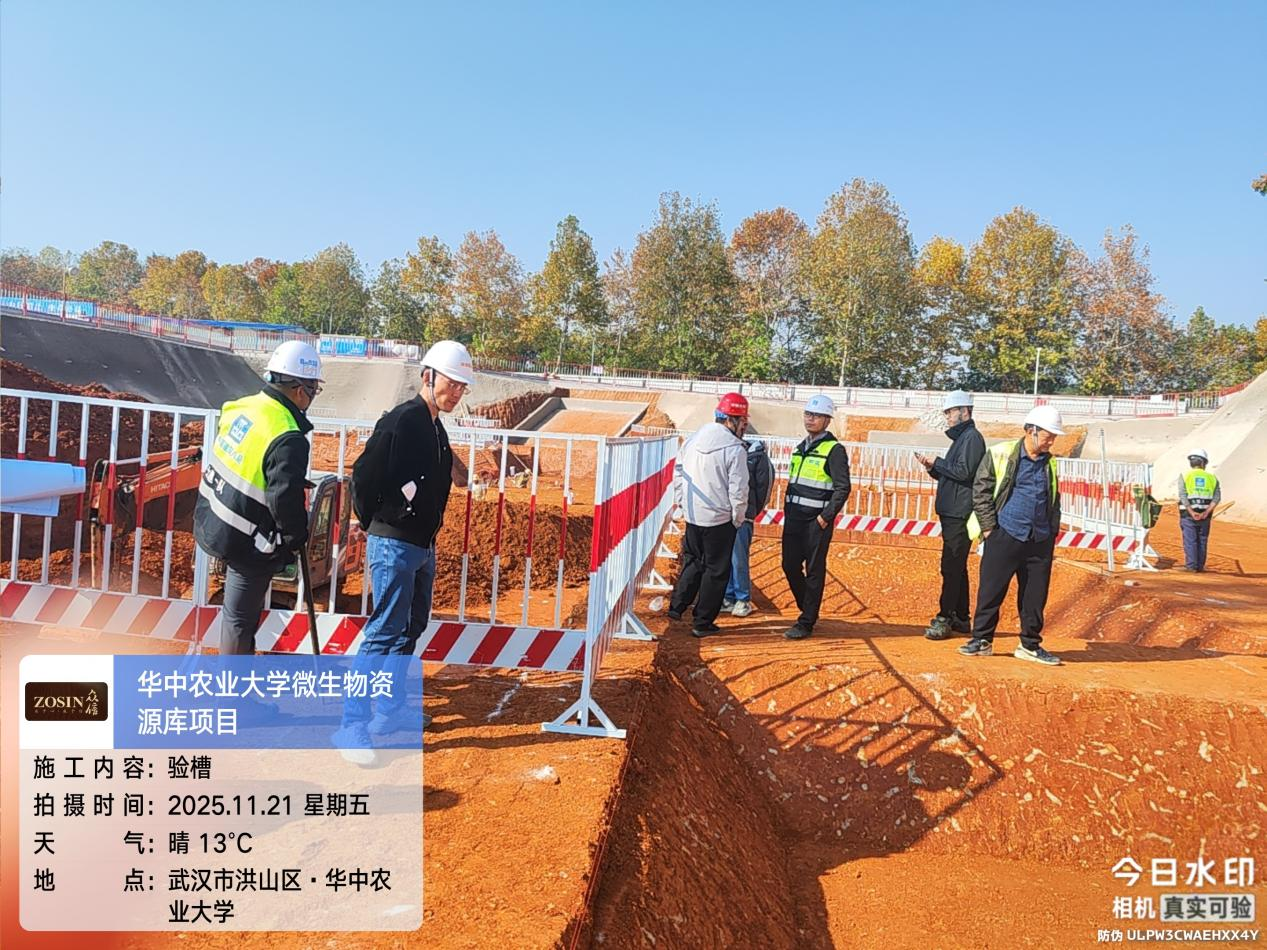 HITACHI
ZOSIN 众信
华中农业大学微生物资
源库项目
施工内容：验槽
拍摄时间：2025.11.21 星期五
天气：晴 13℃
地点：武汉市洪山区·华中农
业大学
今日水印
相机 真实可验
防伪 ULPW3CWAEHXX4Y